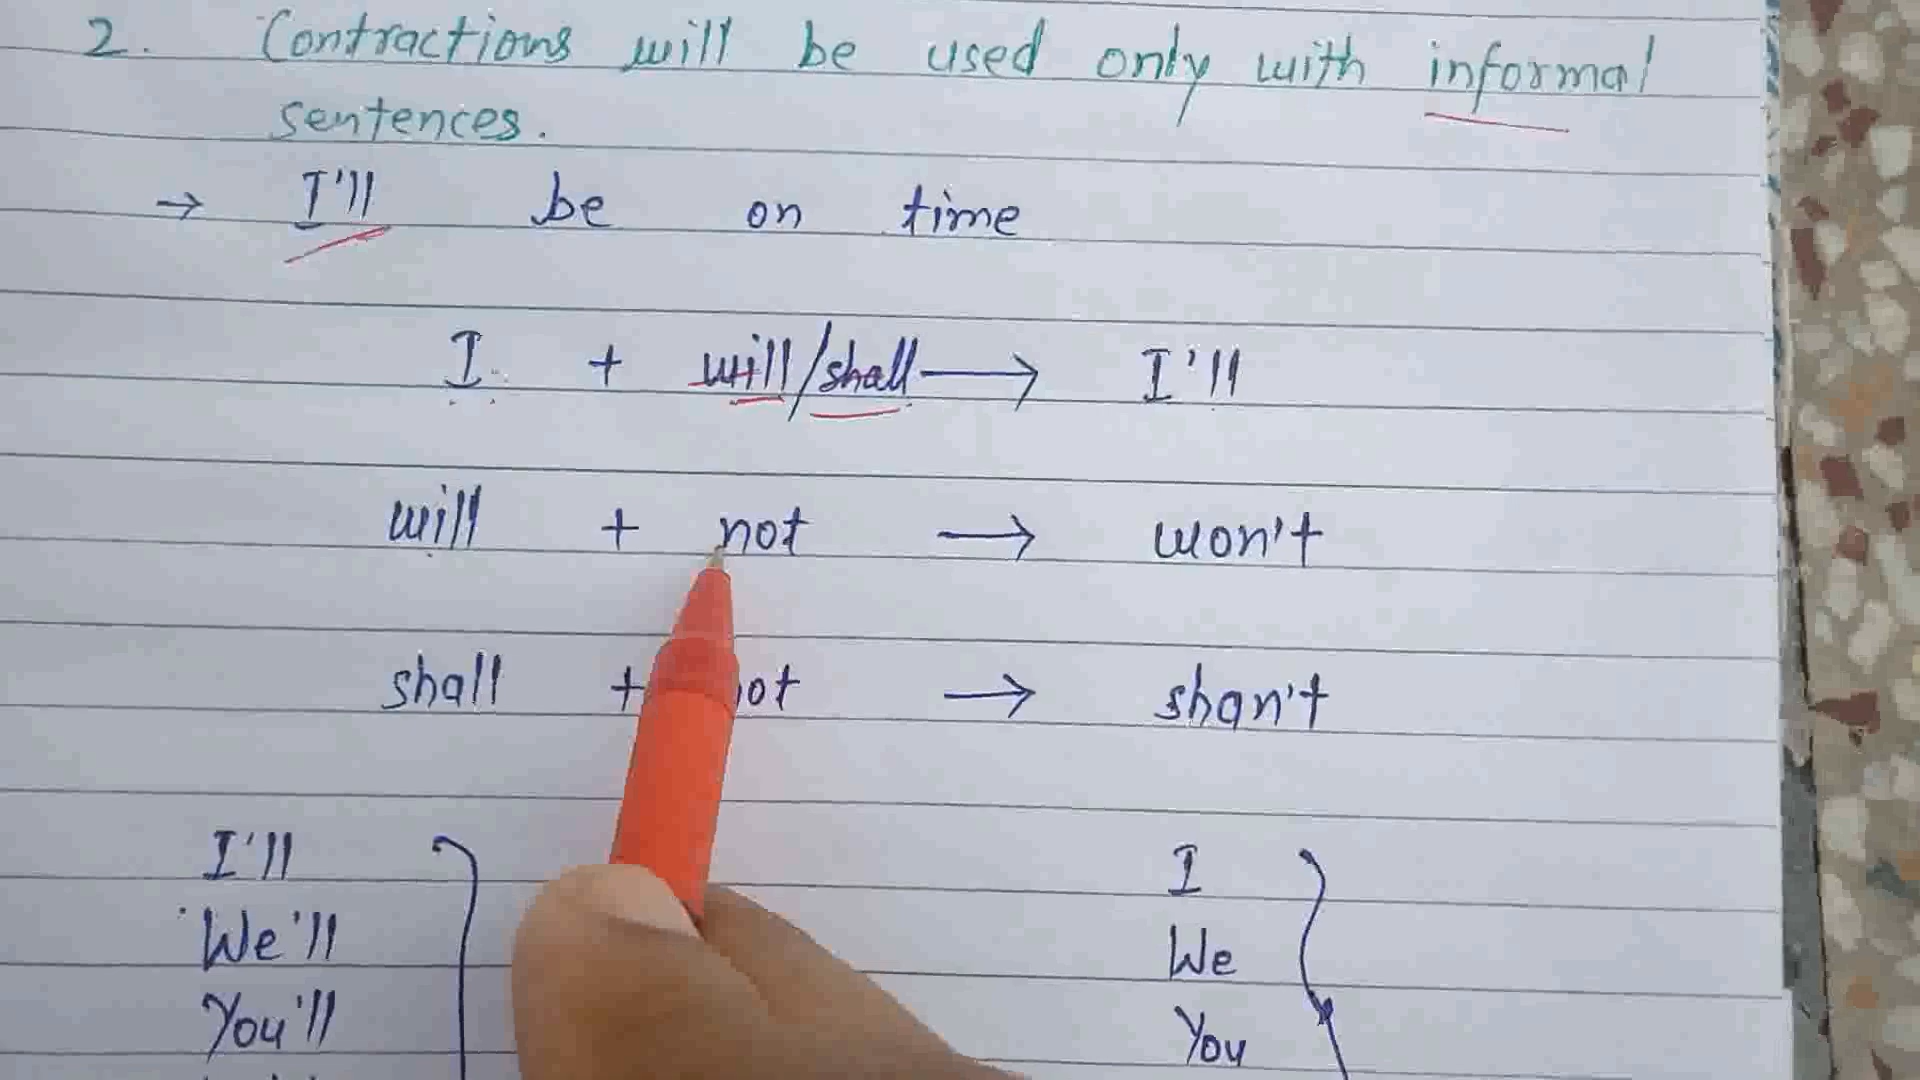 2. Contractions will be used only with informal
sentences.
→ I'll be on time
I + will/shall → I'll
will + not → won't
shall + → shan't
I'll
We'll
You'll
I
We
You